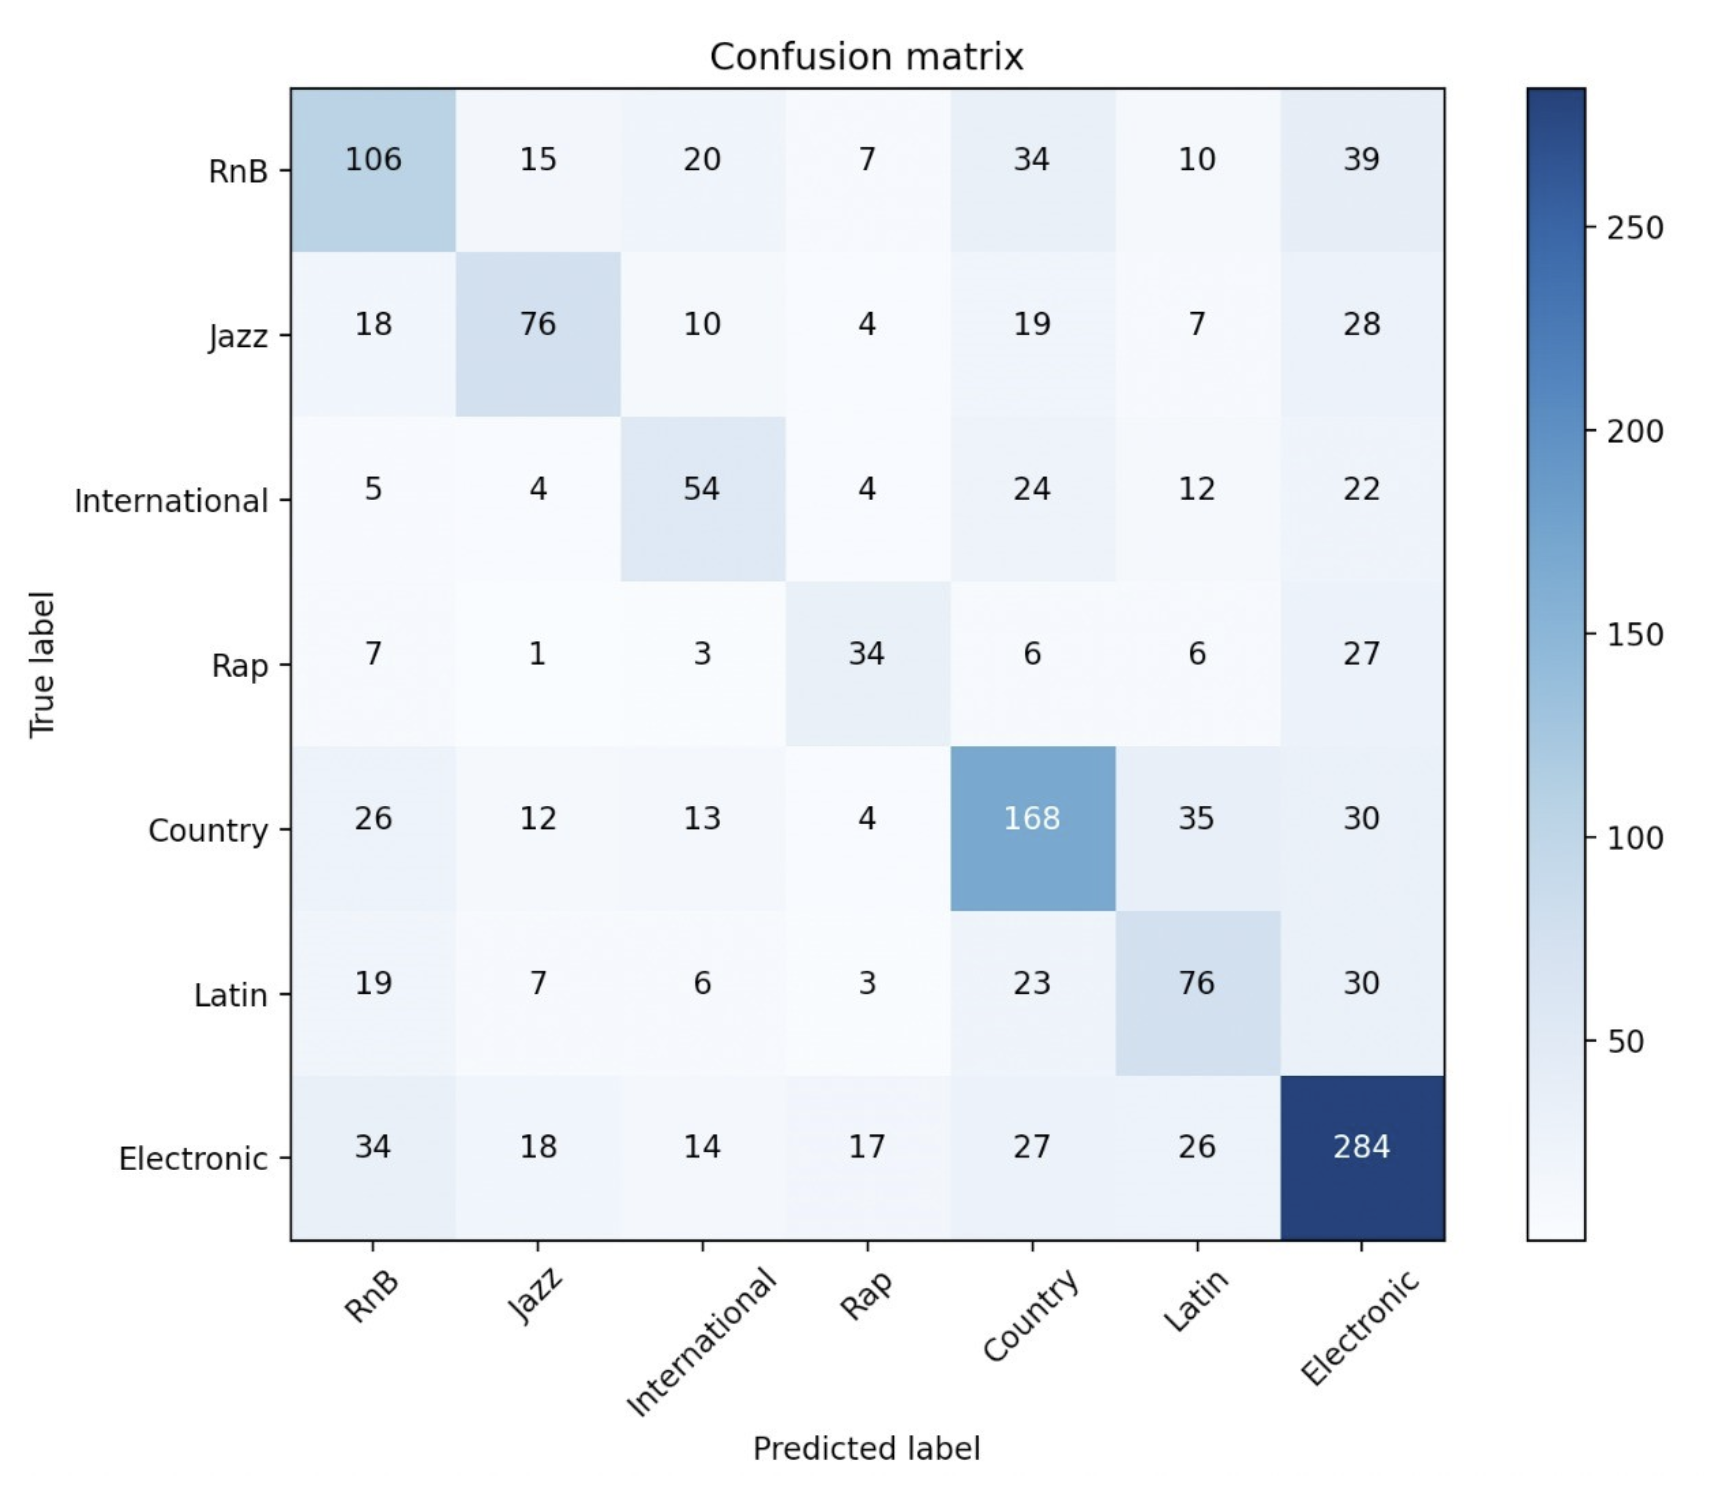 Confusion matrix
RnB 106 15 20 7 34 10 39
250
Jazz 18 76 10 4 19 7 28
200
International 5 4 54 4 24 12 22
150
Rap 7 1 3 34 6 6 27
True label
Country 26 12 13 4 168 35 30
100
Latin 19 7 6 3 23 76 30
50
Electronic 34 18 14 17 27 26 284
RnB Jazz International Rap Country Latin Electronic
Predicted label